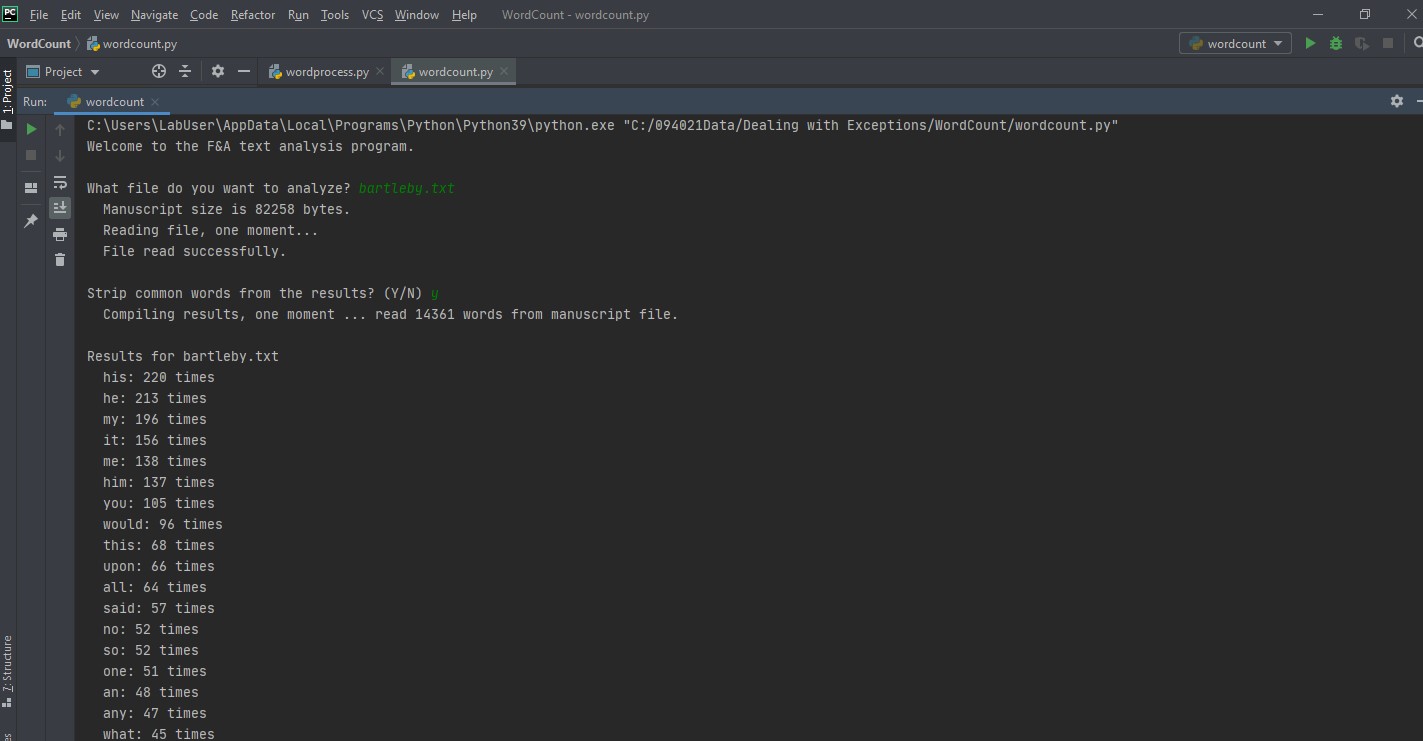 PC File Edit View Navigate Code Refactor Run Tools VCS Window Help WordCount - wordcount.py
WordCount wordcount.py wordcount
1: Project
Project wordprocess.py wordcount.py
Run: wordcount
C:\Users\LabUser\AppData\Local\Programs\Python\Python39\python.exe "C:/094021Data/Dealing with Exceptions/WordCount/wordcount.py"
Welcome to the F&A text analysis program.
What file do you want to analyze? bartleby.txt
Manuscript size is 82258 bytes.
Reading file, one moment...
File read successfully.
Strip common words from the results? (Y/N) y
Compiling results, one moment ... read 14361 words from manuscript file.
Results for bartleby.txt
his: 220 times
he: 213 times
my: 196 times
it: 156 times
me: 138 times
him: 137 times
you: 105 times
would: 96 times
this: 68 times
upon: 66 times
all: 64 times
said: 57 times
no: 52 times
so: 52 times
one: 51 times
an: 48 times
any: 47 times
what: 45 times
7: Structure